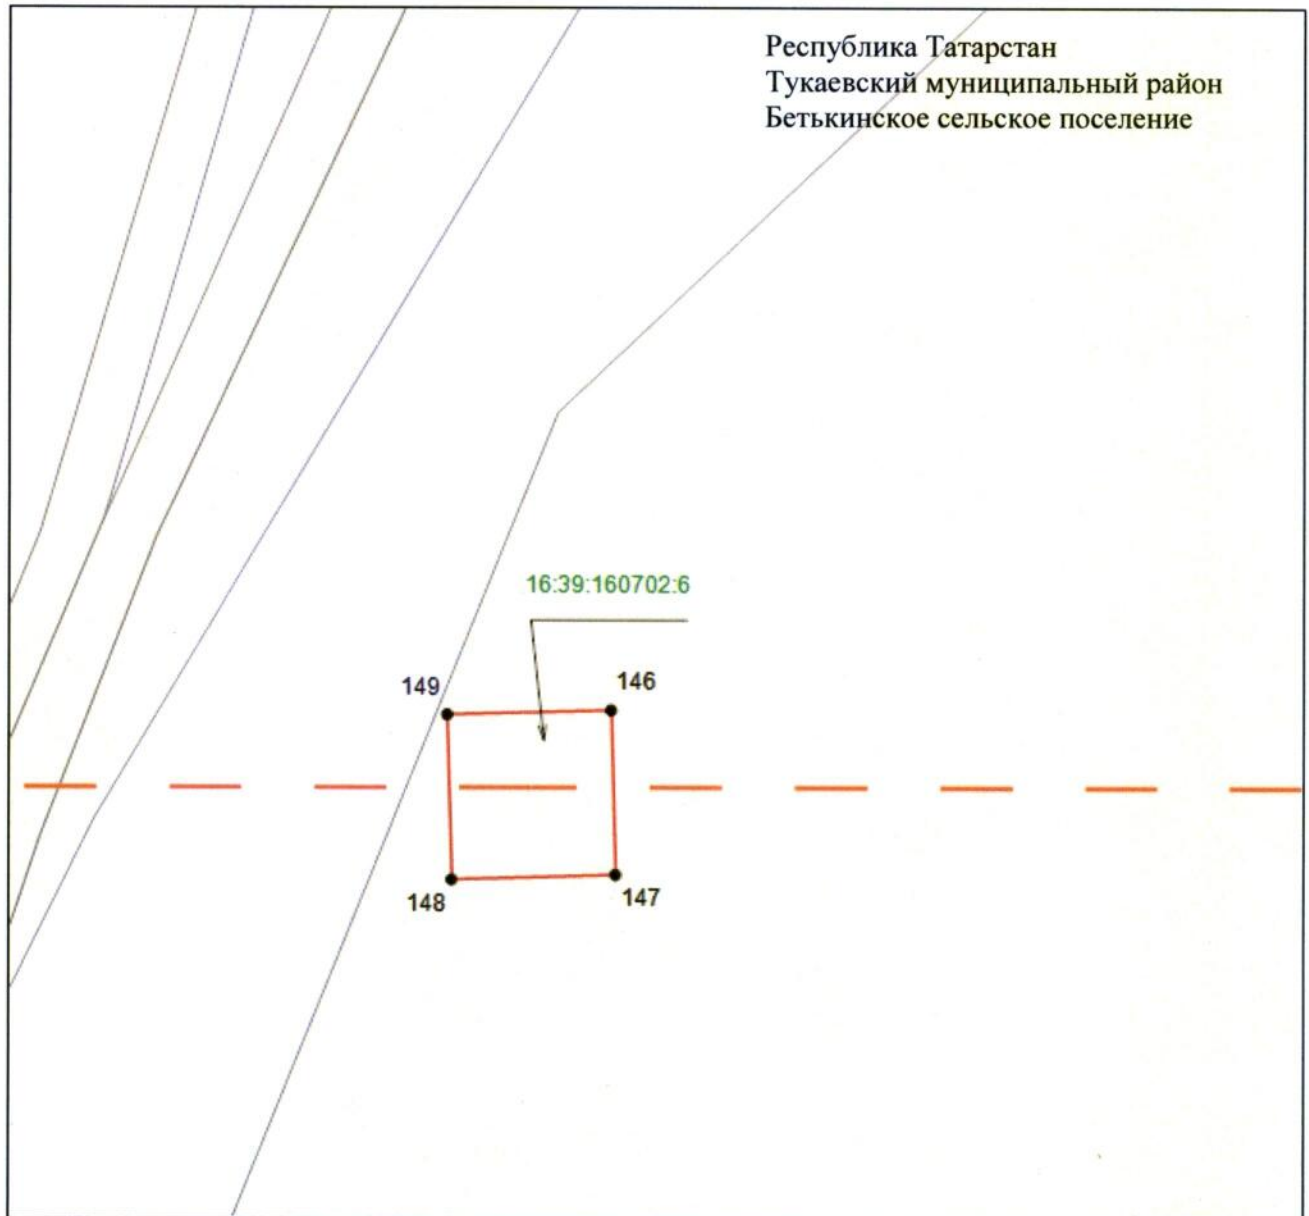 Республика Татарстан
Тукаевский муниципальный район
Бетькинское сельское поселение
16:39:160702:6
149
146
148
147